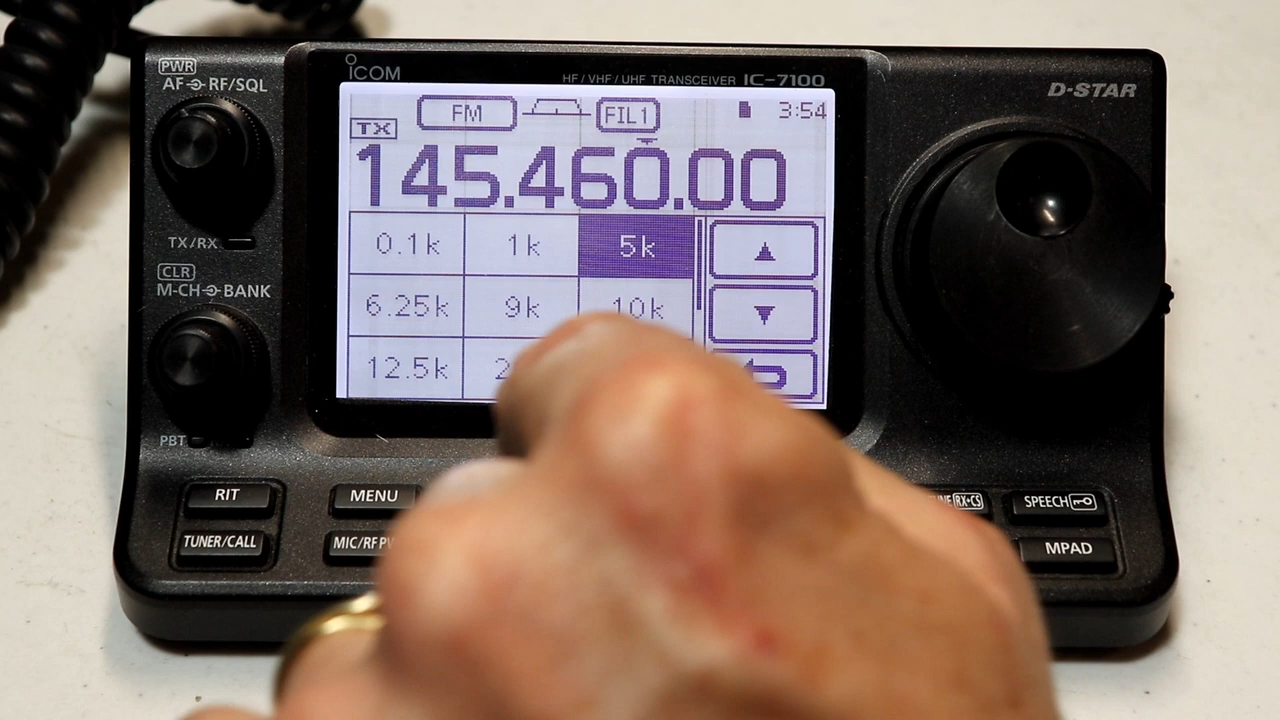 PWR
AF RF/SQL
ICOM
HF/VHF/UHF TRANSCEIVER IC-7100
D-STAR
FM FIL1 3:54
TX
145.460.00
0.1k 1k 5k
6.25k 9k 10k
12.5k
TX/RX
CLR
M-CH BANK
PBT
RIT MENU RX→CS SPEECH
TUNER/CALL MIC/RF MPAD